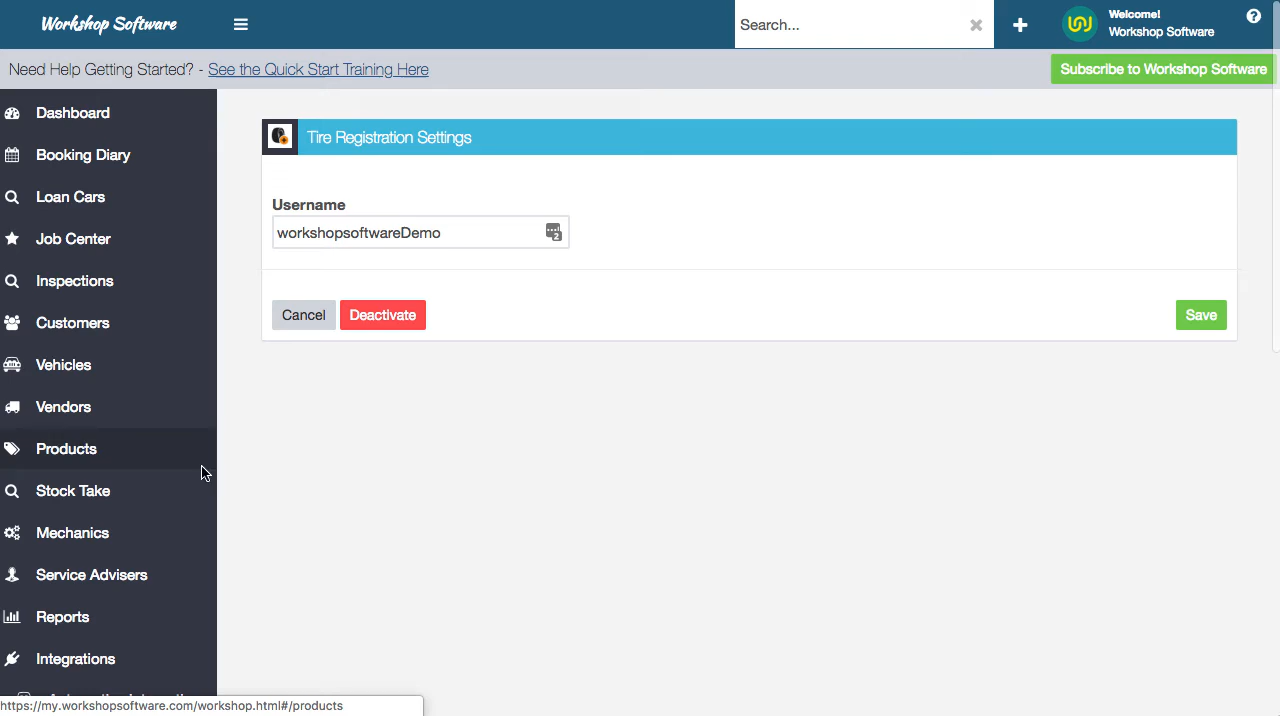 Workshop Software
Search...
Welcome!
Workshop Software
Need Help Getting Started? - See the Quick Start Training Here
Subscribe to Workshop Software
Dashboard
Booking Diary
Loan Cars
Job Center
Inspections
Customers
Vehicles
Vendors
Products
Stock Take
Mechanics
Service Advisers
Reports
Integrations
Tire Registration Settings
Username
workshopsoftwareDemo
2
Cancel
Deactivate
Save
https://my.workshopsoftware.com/workshop.html#/products